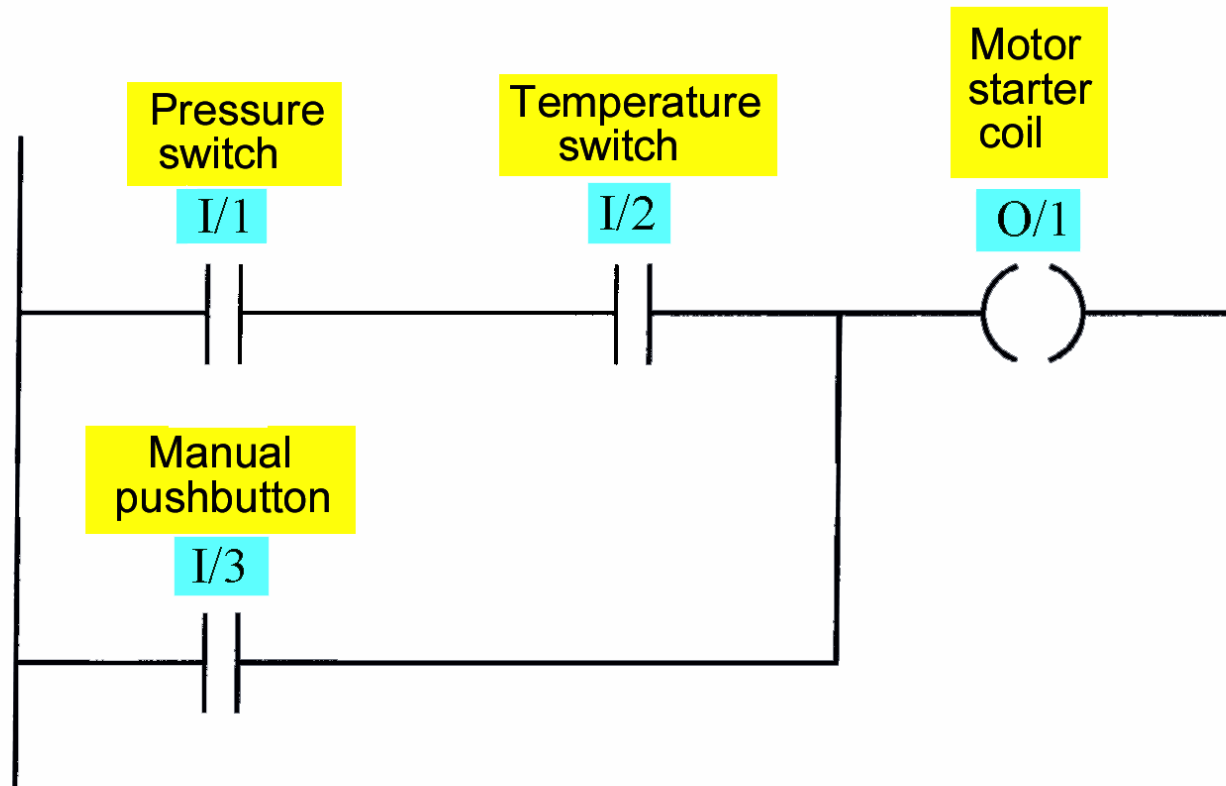 Pressure
switch
I/1
Temperature
switch
I/2
Motor
starter
coil
O/1
Manual
pushbutton
I/3